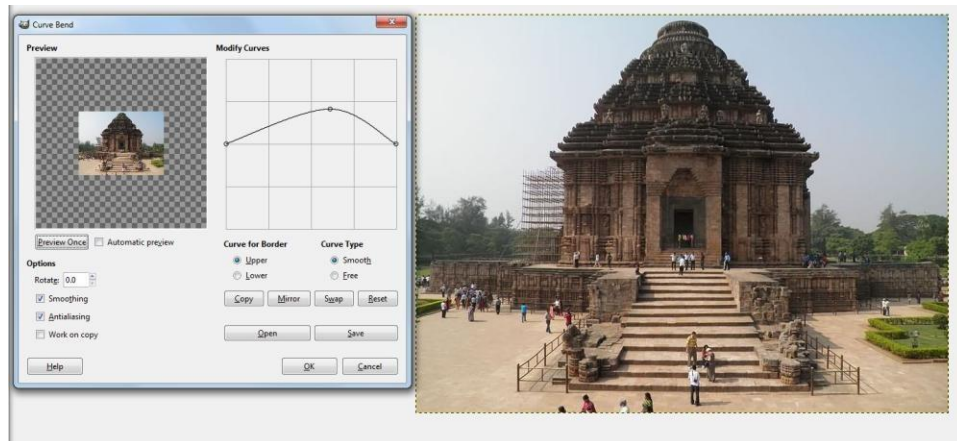 Curve Bend
Preview
Modify Curves
Preview Once
Automatic preview
Options
Rotate: 0.0
Smoothing
Antialiasing
Work on copy
Curve for Border
Curve Type
Upper
Smooth
Lower
Free
Copy
Mirror
Swap
Reset
Open
Save
Help
OK
Cancel